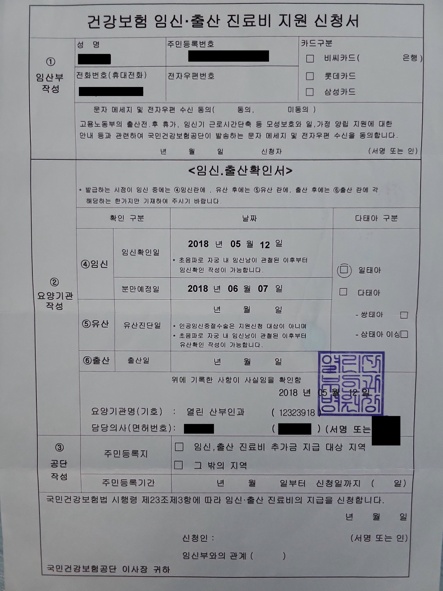 건강보험 임신·출산 진료비 지원 신청서
①
임산부
작성
성 명
주민등록번호
카드구분
비씨카드 ( 은행)
롯데카드
삼성카드
전화번호(휴대전화)
전자우편번호
문자 메세지 및 전자우편 수신 동의( 동의, 미동의 )
고용노동부의 출산전.후 휴가, 임신기 근로시간단축 등 모성보호와 일.가정 양립 지원에 대한
안내 등과 관련하여 국민건강보험공단이 발송하는 문자 메세지 및 전자우편 수신을 동의합니다.
년 월 일 신청자 (서명 또는 인)
②
요양기관
작성
<임신.출산확인서>
• 발급하는 시점이 임신 중에는 ④임신란에, 유산 후에는 ⑤유산 란에, 출산 후에는 ⑥출산 란에 각
해당하는 한가지만 기재하여 주시기 바랍니다.
확인 구분
날짜
다태아 구분
④임신
임신확인일
2018 년 05 월 12 일
• 초음파로 자궁 내 임신낭이 관찰된 이후부터
임신확인 작성이 가능합니다.
분만예정일
2018 년 06 월 07 일
일태아
다태아
-쌍태아
-삼태아 이상
⑤유산
유산진단일
년 월 일
• 인공임신중절수술은 지원신청 대상이 아니며
• 초음파로 자궁 내 임신낭이 관찰된 이후부터
유산확인 작성이 가능합니다.
⑥출산
출산일
년 월 일
위에 기록한 사항이 사실임을 확인함
2018 년 05 월 12 일
요양기관명(기호) : 열린 산부인과 ( 12323918 )
담당의사(면허번호) : ( ) (서명 또는
③
공단
작성
주민등록지
임신,출산 진료비 추가금 지급 대상 지역
그 밖의 지역
주민등록기간
년 월 일부터 신청일까지 ( 일)
국민건강보험법 시행령 제23조제3항에 따라 임신·출산 진료비의 지급을 신청합니다.
년 월 일
신청인 : (서명 또는 인)
임신부와의 관계 ( )
국민건강보험공단 이사장 귀하